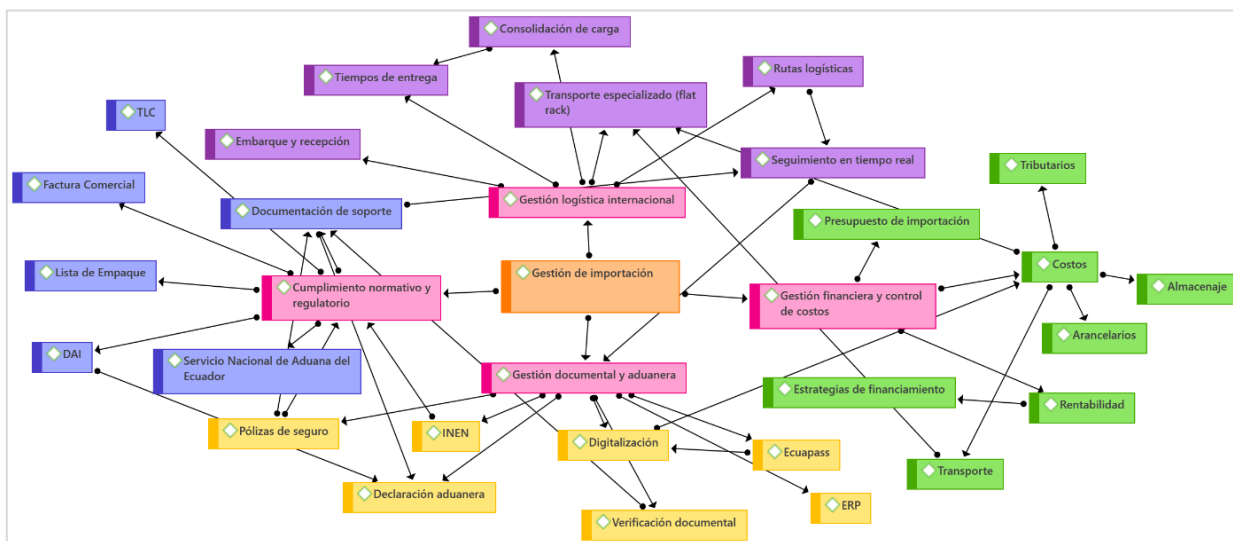 Consolidación de carga
Tiempos de entrega
Rutas logísticas
Transporte especializado (flat
rack)
TLC
Embarque y recepción
Seguimiento en tiempo real
Tributarios
Factura Comercial
Gestión logística internacional
Documentación de soporte
Presupuesto de importación
Lista de Empaque
Cumplimiento normativo y
regulatorio
Gestión de importación
Gestión financiera y control
de costos
Costos
Almacenaje
Arancelarios
DAI
Servicio Nacional de Aduana del
Ecuador
Gestión documental y aduanera
Estrategias de financiamiento
Rentabilidad
Pólizas de seguro
INEN
Digitalización
Ecuapass
Transporte
Declaración aduanera
ERP
Verificación documental